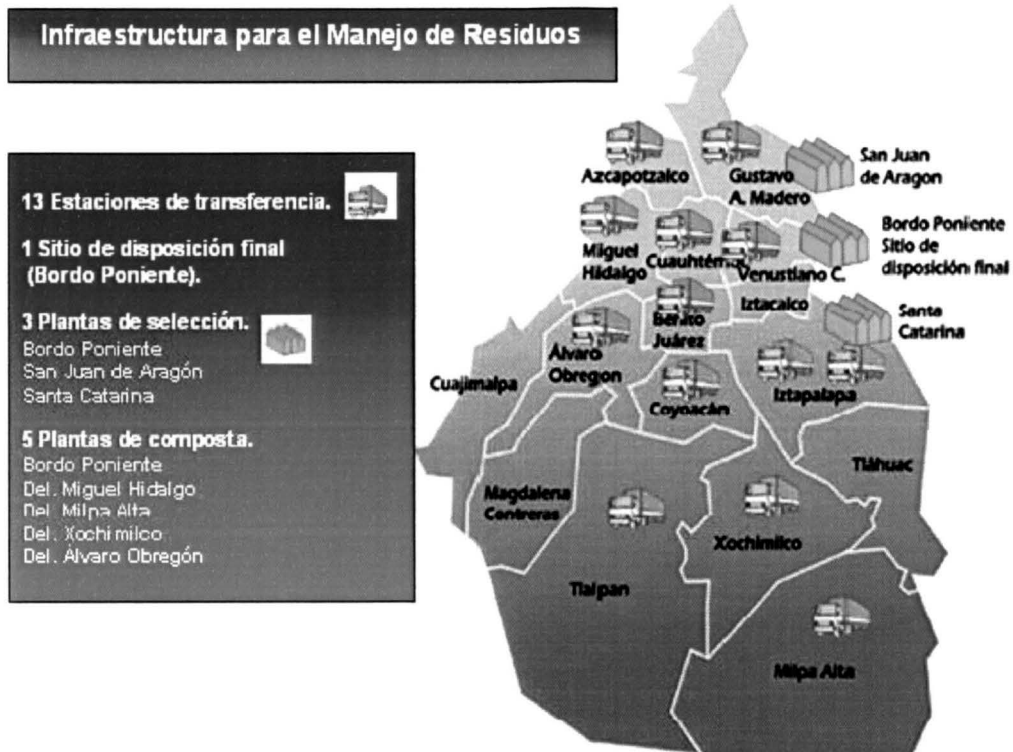 Infraestructura para el Manejo de Residuos
13 Estaciones de transferencia.
1 Sitio de disposición final
(Bordo Poniente).
3 Plantas de selección.
Bordo Poniente
San Juan de Aragón
Santa Catarina
5 Plantas de composta.
Bordo Poniente
Del. Miguel Hidalgo
Del. Milpa Alta
Del. Xochimilco
Del. Álvaro Obregón
Azcapotzalco
Gustavo
A. Madero
San Juan
de Aragon
Miguel
Hidalgo
Venustiano C.
Bordo Poniente
Sitio de
disposición final
Benito
Juárez
Iztacalco
Santa
Catarina
Álvaro
Obregon
Cuajimalpa
Coyoacán
Iztapalapa
Tláhuac
Magdalena
Contreras
Xochimilco
Tlalpan
Milpa Alta